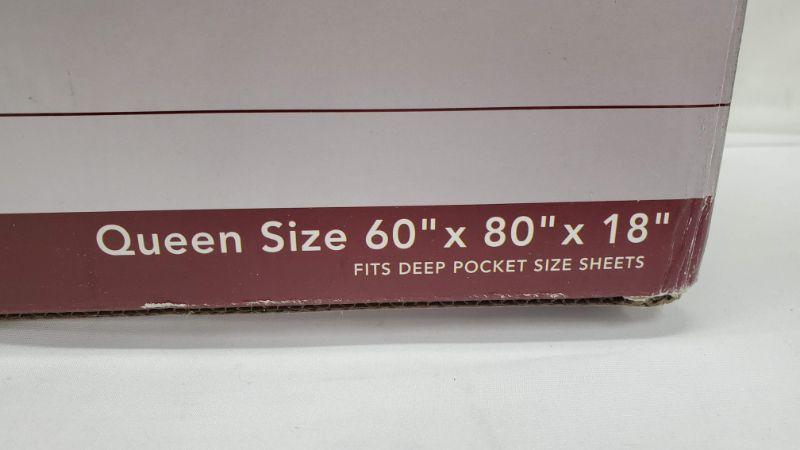 Queen Size 60" x 80" x 18"
FITS DEEP POCKET SIZE SHEETS